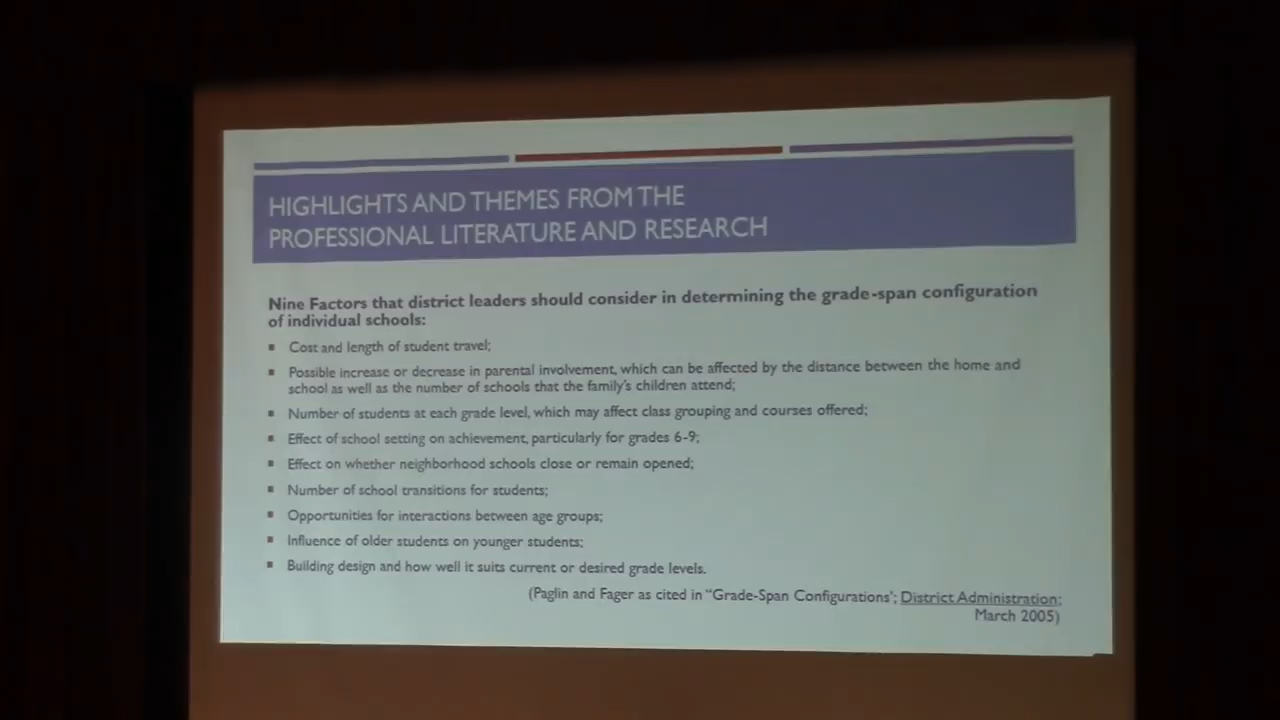 HIGHLIGHTS AND THEMES FROM THE
PROFESSIONAL LITERATURE AND RESEARCH
Nine Factors that district leaders should consider in determining the grade-span configuration
of individual schools:
Cost and length of student travel;
Possible increase or decrease in parental involvement, which can be affected by the distance between the home and
school as well as the number of schools that the family's children attend;
Number of students at each grade level, which may affect class grouping and courses offered;
Effect of school setting on achievement, particularly for grades 6-9;
Effect on whether neighborhood schools close or remain opened;
Number of school transitions for students;
Opportunities for interactions between age groups;
Influence of older students on younger students;
Building design and how well it suits current or desired grade levels.
(Paglin and Fager as cited in "Grade-Span Configurations'; District Administration;
March 2005)